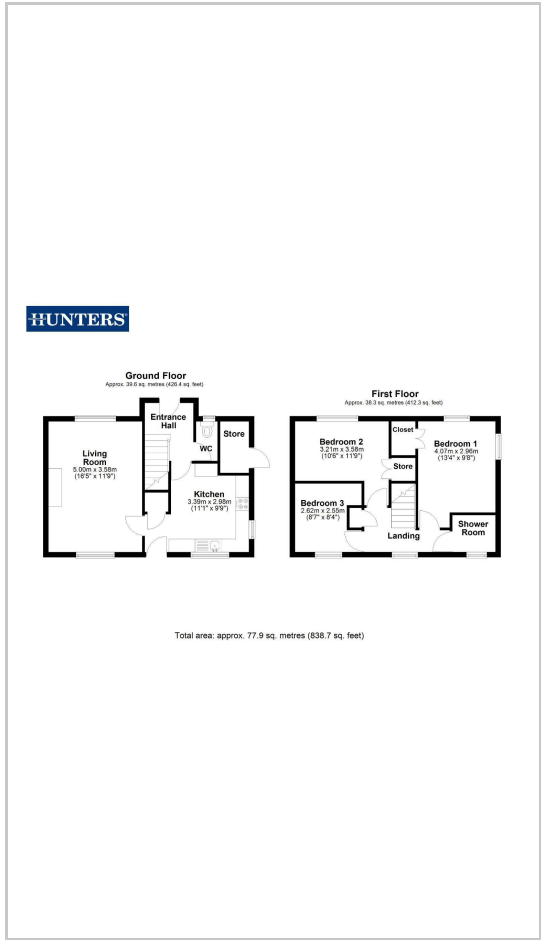 HUNTERS®
Ground Floor
Approx. 39.6 sq. metres (426.4 sq. feet)
Entrance
Hall
WC
Store
Living
Room
5.00m x 3.58m
(16'5" x 11'9")
Kitchen
3.39m x 2.98m
(11'1" x 9'9")
First Floor
Approx. 38.3 sq. metres (412.3 sq. feet)
Bedroom 2
3.21m x 3.58m
(10'6" x 11'9")
Closet
Store
Bedroom 1
4.07m x 2.96m
(13'4" x 9'8")
Bedroom 3
2.62m x 2.55m
(8'7" x 8'4")
Landing
Shower
Room
Total area: approx. 77.9 sq. metres (838.7 sq. feet)